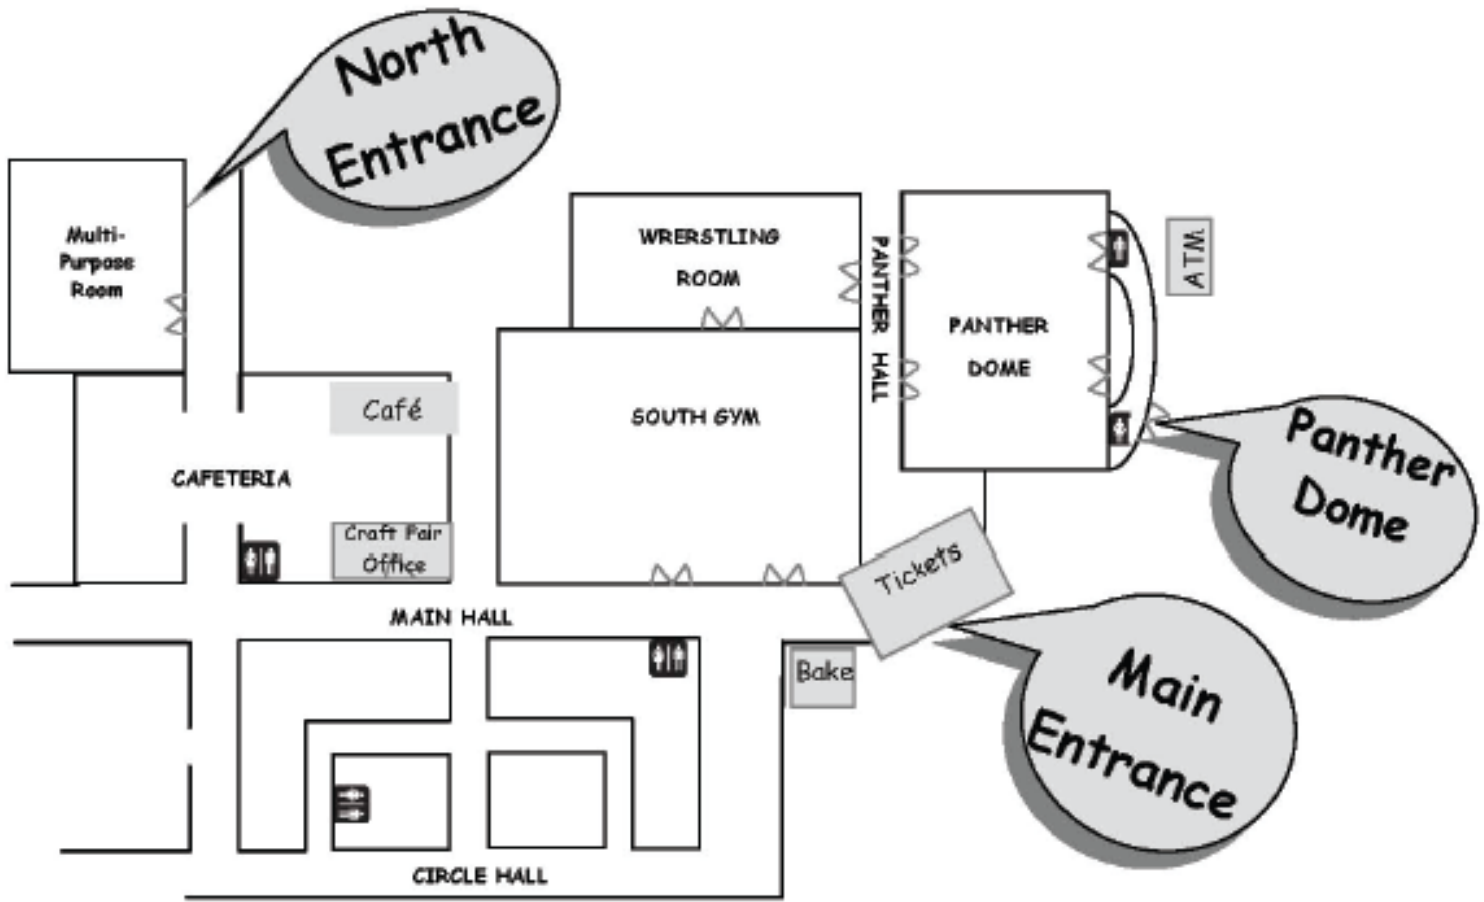 North
Entrance
Multi-
Purpose
Room
WRERSTLING
ROOM
PANTHER HALL
PANTHER
DOME
ATM
Café
SOUTH GYM
CAFETERIA
Panther
Dome
Craft Fair
Office
Tickets
MAIN HALL
Bake
Main
Entrance
CIRCLE HALL